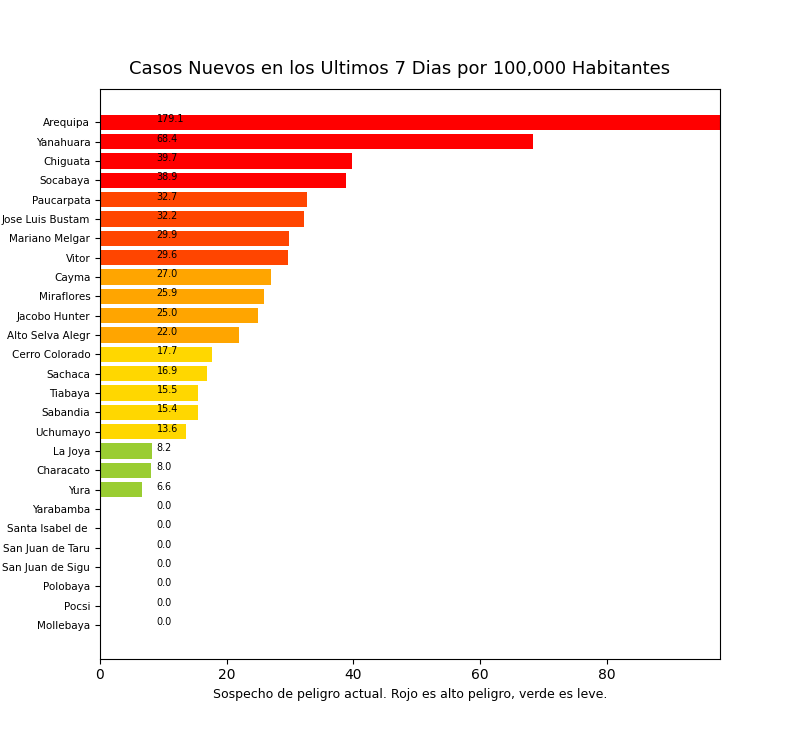 Casos Nuevos en los Ultimos 7 Dias por 100,000 Habitantes
Arequipa 179.1
Yanahuara 68.4
Chiguata 39.7
Socabaya 38.9
Paucarpata 32.7
Jose Luis Bustam 32.2
Mariano Melgar 29.9
Vitor 29.6
Cayma 27.0
Miraflores 25.9
Jacobo Hunter 25.0
Alto Selva Alegr 22.0
Cerro Colorado 17.7
Sachaca 16.9
Tiabaya 15.5
Sabandia 15.4
Uchumayo 13.6
La Joya 8.2
Characato 8.0
Yura 6.6
Yarabamba 0.0
Santa Isabel de 0.0
San Juan de Taru 0.0
San Juan de Sigu 0.0
Polobaya 0.0
Pocsi 0.0
Mollebaya 0.0
0 20 40 60 80
Sospecho de peligro actual. Rojo es alto peligro, verde es leve.